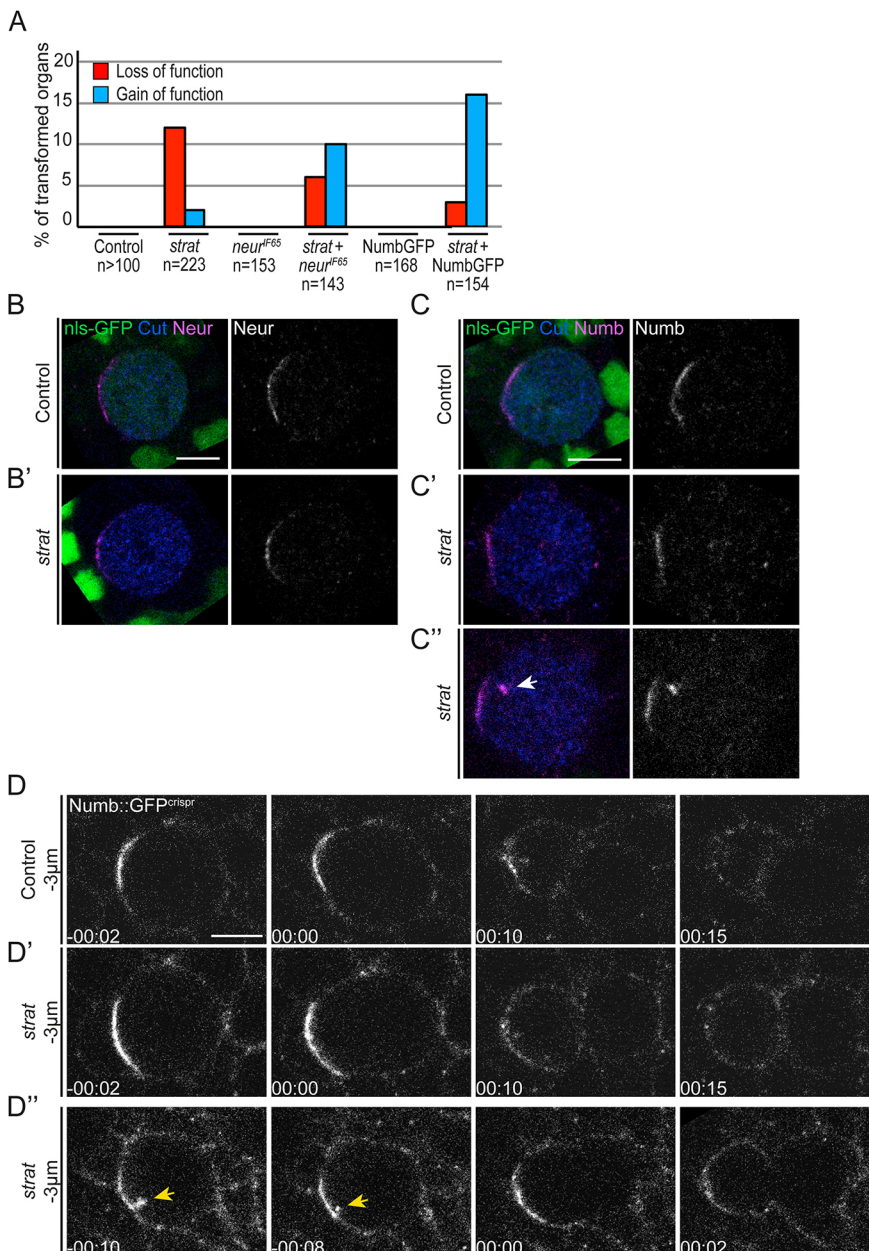 A
% of transformed organs
20
15
10
5
0
Loss of function
Gain of function
Control
n>100
strat
n=223
neurIF65
n=153
strat+
neurIF65
n=143
NumbGFP
n=168
strat+
NumbGFP
n=154
B
Control
nls-GFP Cut Neur
Neur
B’
strat
C
Control
nls-GFP Cut Numb
Numb
C’
strat
C’’
strat
D
Control
-3μm
Numb::GFPcrispr
-00:02
00:00
00:10
00:15
D’
strat
-3μm
-00:02
00:00
00:10
00:15
D’’
strat
-3μm
-00:10
-00:08
00:00
00:02